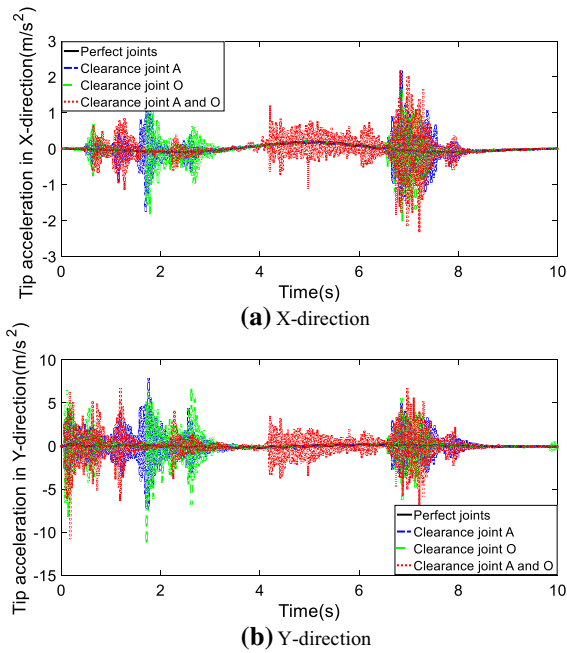 Tip acceleration in X-direction(m/s²)
3
2
1
0
-1
-2
-3
Perfect joints
Clearance joint A
Clearance joint O
Clearance joint A and O
0 2 4 6 8 10
Time(s)
(a) X-direction
Tip acceleration in Y-direction(m/s²)
10
5
0
-5
-10
-15
Perfect joints
Clearance joint A
Clearance joint O
Clearance joint A and O
0 2 4 6 8 10
Time(s)
(b) Y-direction